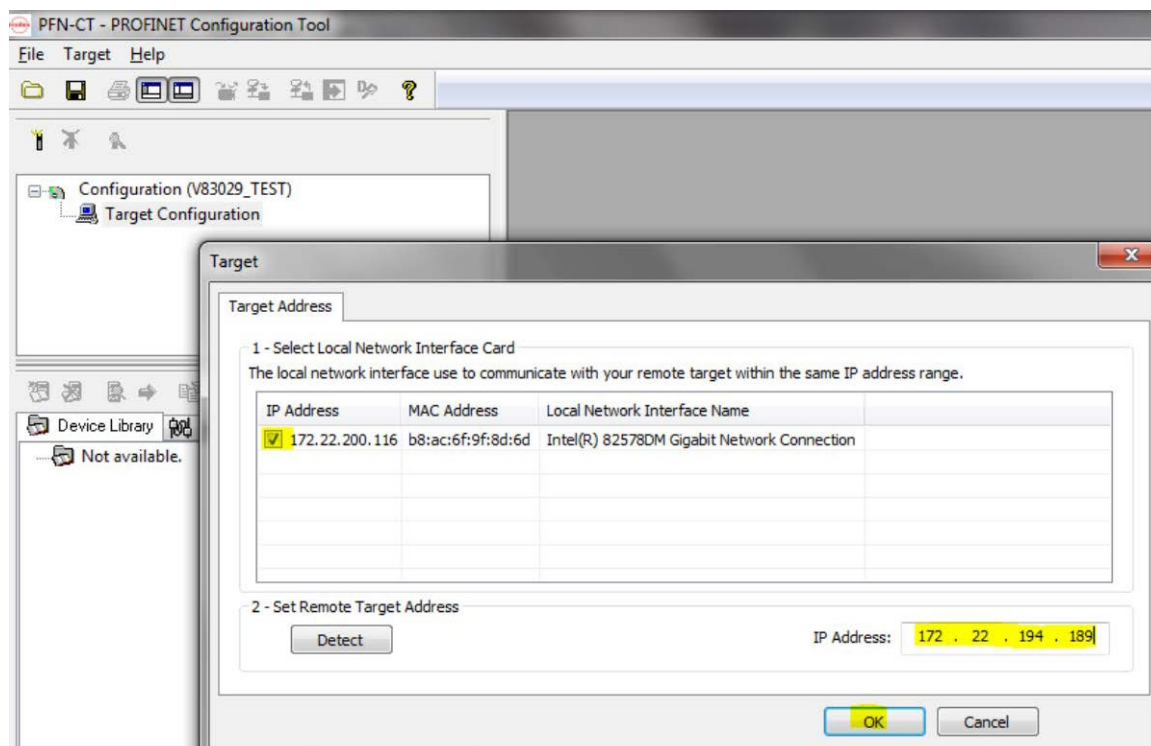 PFN-CT - PROFINET Configuration Tool
File Target Help
Configuration (V83029_TEST)
Target Configuration
Device Library
Not available.
Target
Target Address
1 - Select Local Network Interface Card
The local network interface use to communicate with your remote target within the same IP address range.
IP Address MAC Address Local Network Interface Name
172.22.200.116 b8:ac:6f:9f:8d:6d Intel(R) 82578DM Gigabit Network Connection
2 - Set Remote Target Address
Detect IP Address: 172 . 22 . 194 . 189
OK Cancel